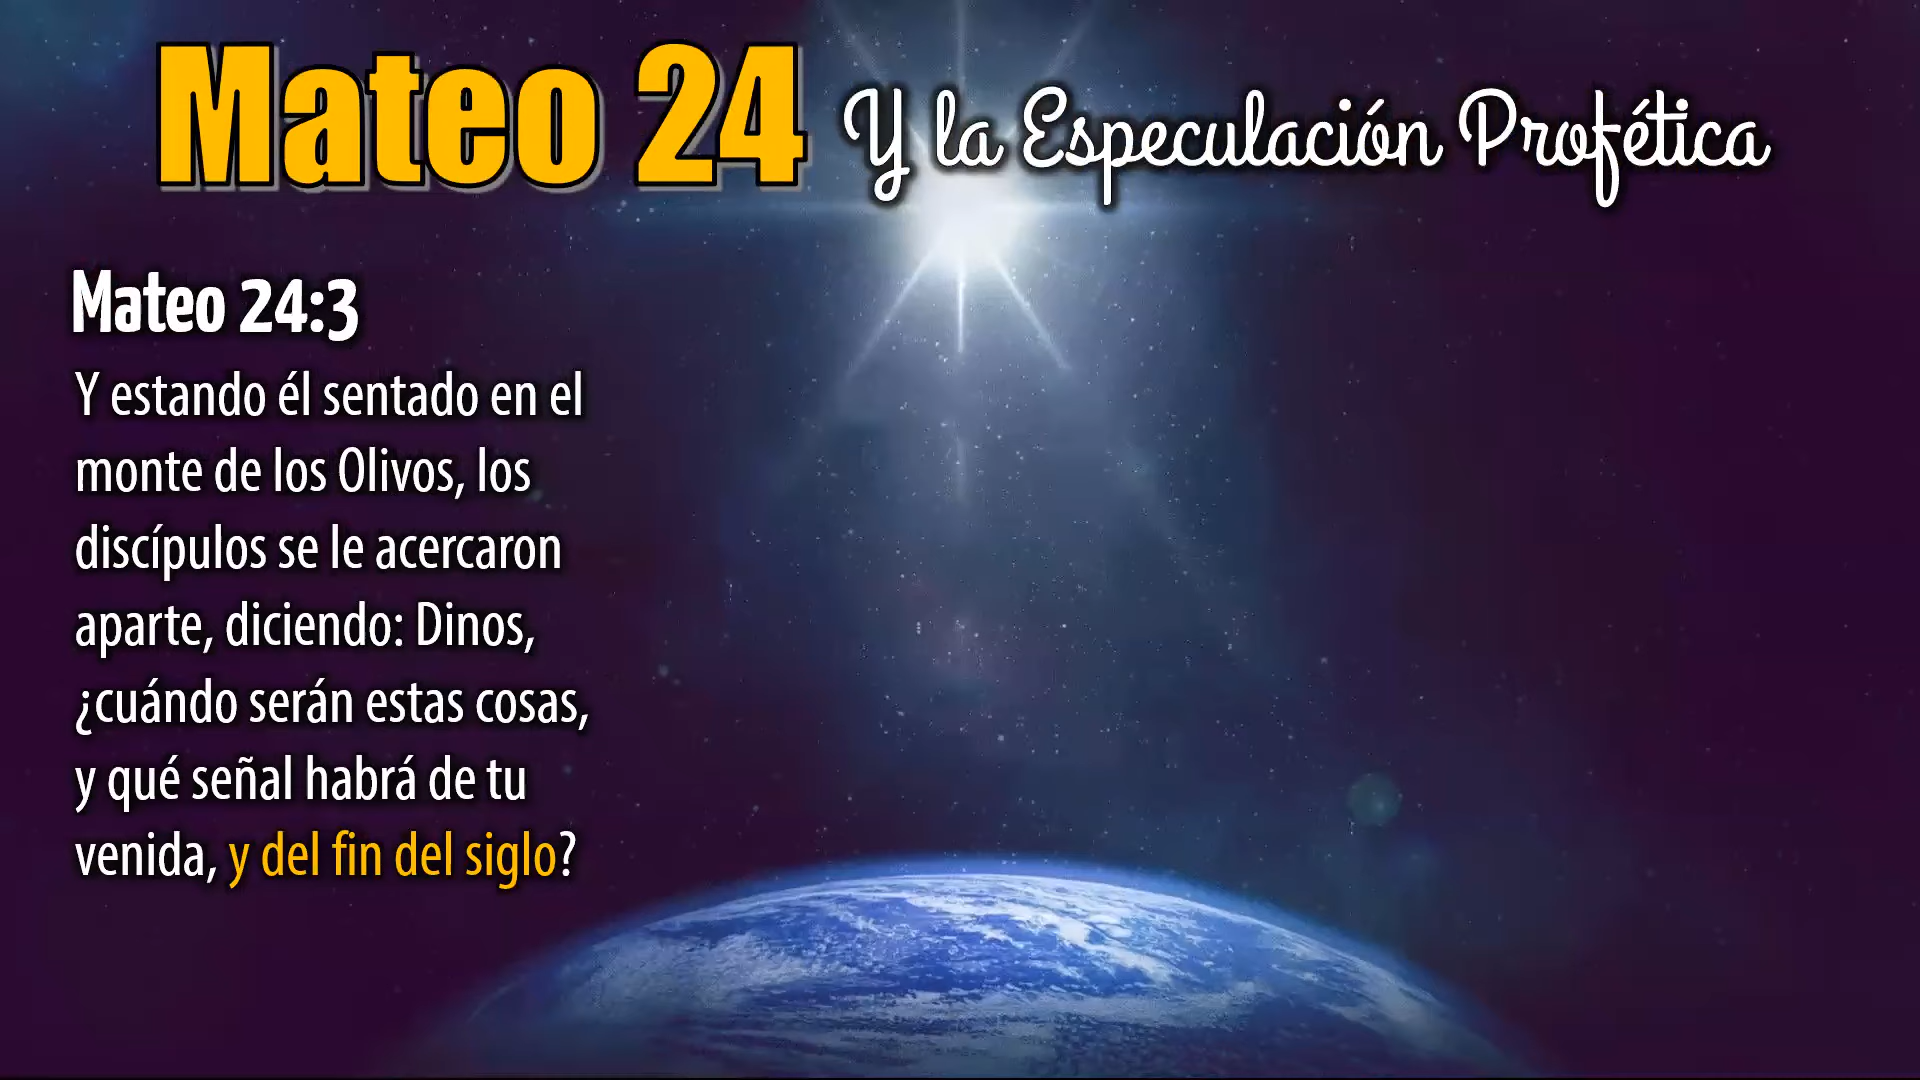 Mateo 24 Y la Especulación Profética
Mateo 24:3
Y estando él sentado en el
monte de los Olivos, los
discípulos se le acercaron
aparte, diciendo: Dinos,
¿cuándo serán estas cosas,
y qué señal habrá de tu
venida, y del fin del siglo?